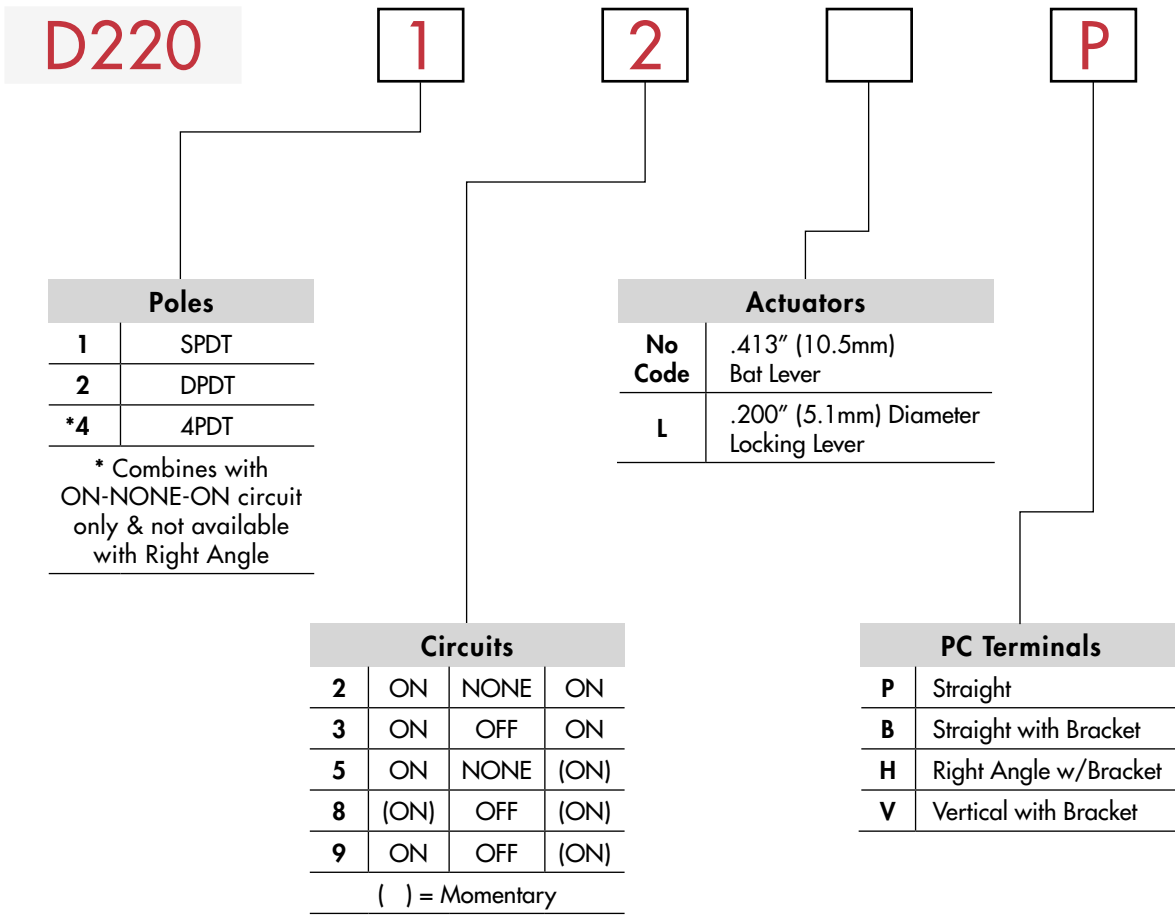 D220 1 2 P
Poles
1 SPDT
2 DPDT
*4 4PDT
* Combines with
ON-NONE-ON circuit
only & not available
with Right Angle
Actuators
No Code .413” (10.5mm) Bat Lever
L .200” (5.1mm) Diameter
Locking Lever
Circuits
2 ON NONE ON
3 ON OFF ON
5 ON NONE (ON)
8 (ON) OFF (ON)
9 ON OFF (ON)
( ) = Momentary
PC Terminals
P Straight
B Straight with Bracket
H Right Angle w/Bracket
V Vertical with Bracket